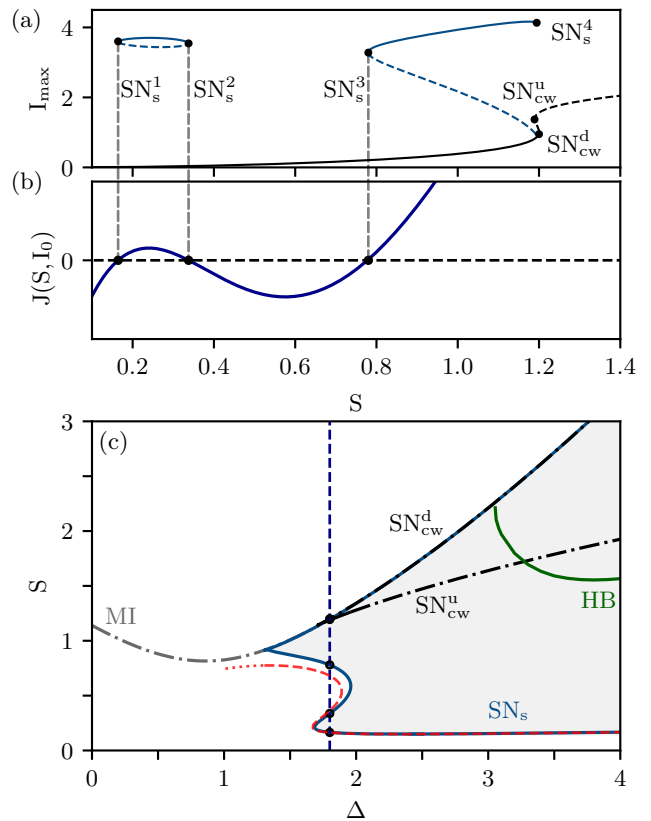 (a)
4
2
0
I_max
SN_s^1
SN_s^2
SN_s^3
SN_s^4
SN_cw^u
SN_cw^d
(b)
0
J(S, I_0)
0.2 0.4 0.6 0.8 1.0 1.2 1.4
S
(c)
3
2
1
0
S
MI
SN_cw^d
SN_cw^u
HB
SN_s
0 1 2 3 4
Δ